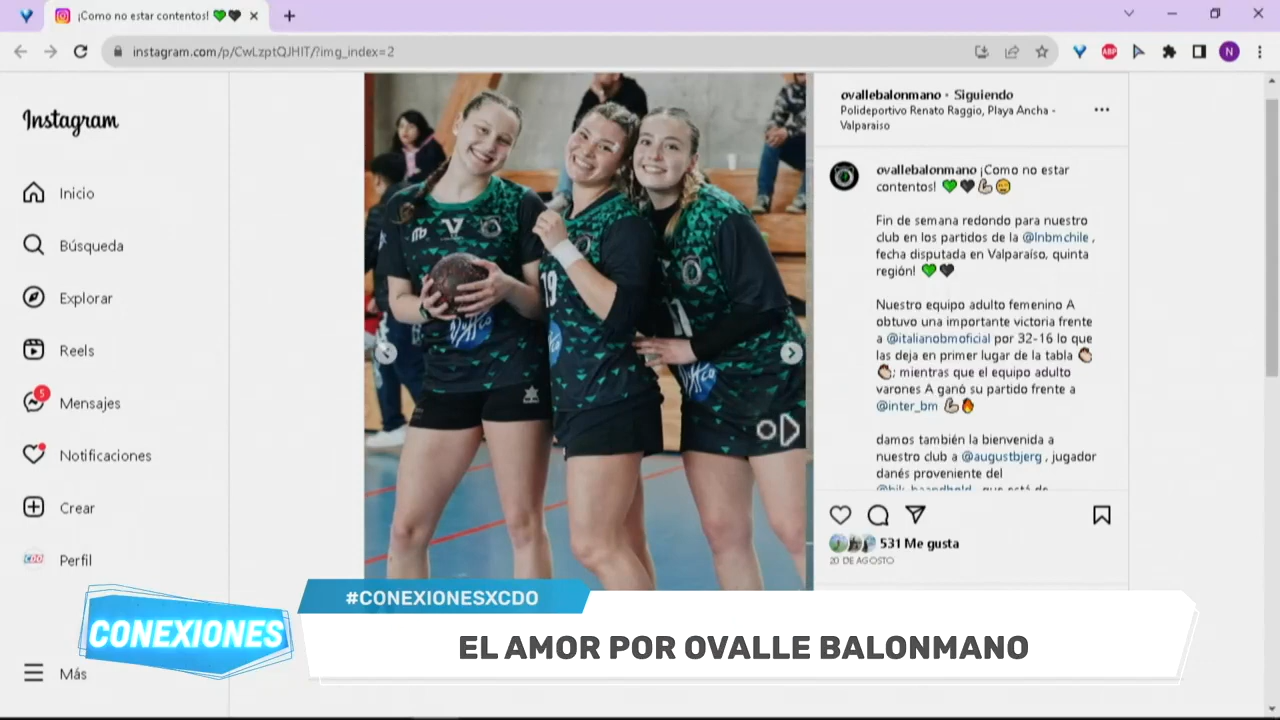 ¡Como no estar contentos! 💚🖤
instagram.com/p/CwLzptQJHIT/?img_index=2
ABP
N
Instagram
Inicio
Búsqueda
Explorar
Reels
5
Mensajes
Notificaciones
Crear
CDO
Perfil
Más
19
ovallebalonmano • Siguiendo
Polideportivo Renato Raggio, Playa Ancha -
Valparaiso
ovallebalonmano ¡Como no estar
contentos! 💚🖤💪😄
Fin de semana redondo para nuestro
club en los partidos de la @lnbmchile ,
fecha disputada en Valparaíso, quinta
región! 💚🖤
Nuestro equipo adulto femenino A
obtuvo una importante victoria frente
a @italianobmoficial por 32-16 lo que
las deja en primer lugar de la tabla 👏
👏; mientras que el equipo adulto
varones A ganó su partido frente a
@inter_bm 💪🔥
damos también la bienvenida a
nuestro club a @augustbjerg , jugador
danés proveniente del
531 Me gusta
20 DE AGOSTO
#CONEXIONESXCDO
CONEXIONES
EL AMOR POR OVALLE BALONMANO